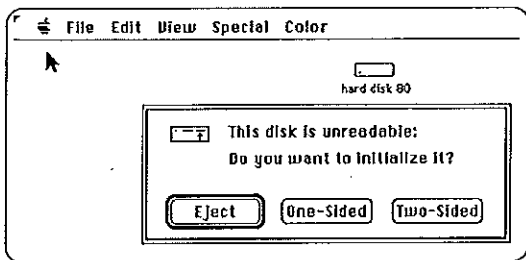 File Edit View Special Color
hard disk 80
This disk is unreadable:
Do you want to initialize it?
Eject One-Sided Two-Sided